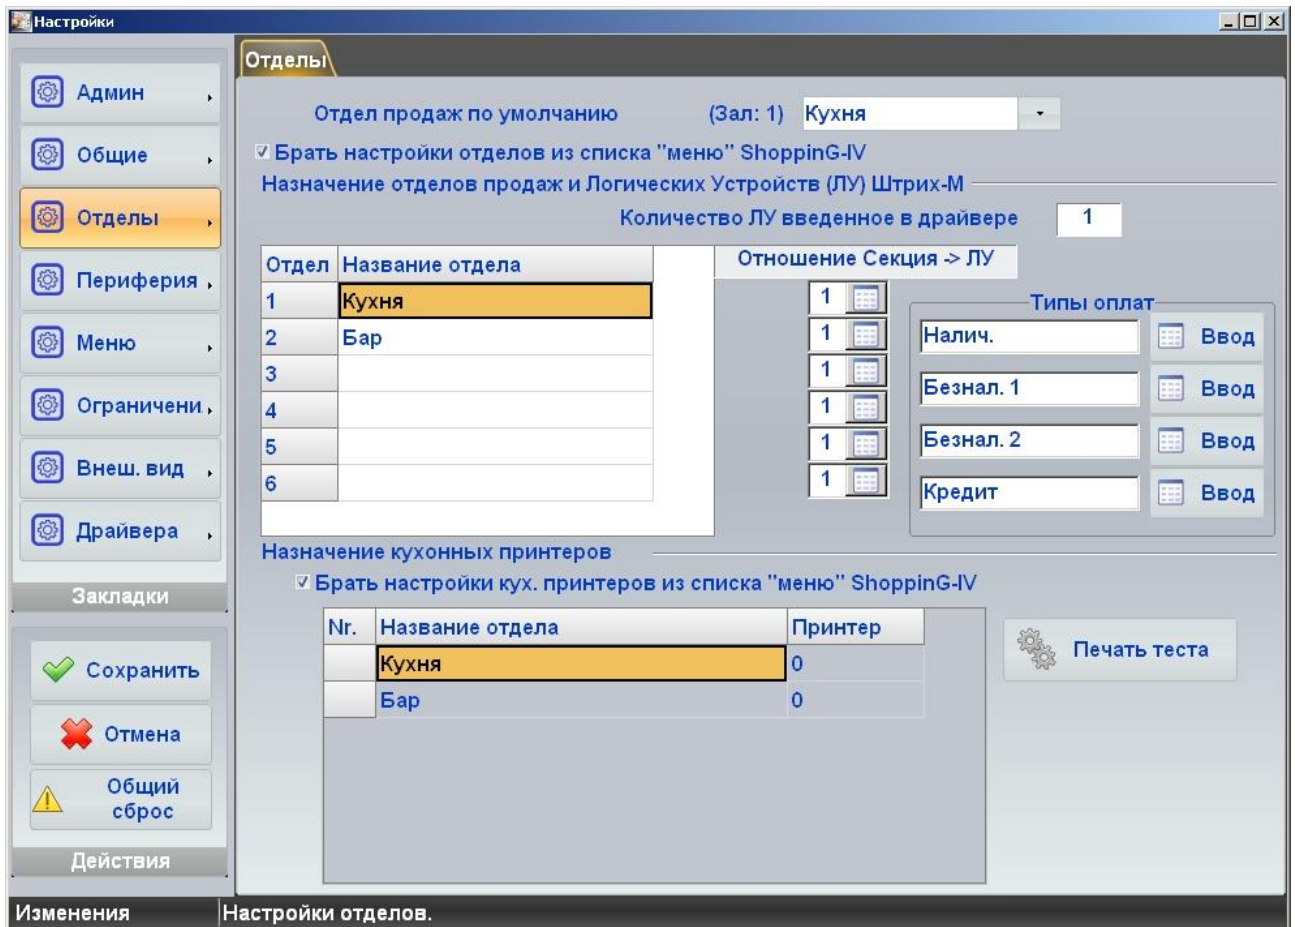 Настройки
Админ
Общие
Отделы
Периферия
Меню
Ограничени
Внеш. вид
Драйвера
Закладки
Сохранить
Отмена
Общий
сброс
Действия
Отделы
Отдел продаж по умолчанию (Зал: 1) Кухня
Брать настройки отделов из списка "меню" ShoppinG-IV
Назначение отделов продаж и Логических Устройств (ЛУ) Штрих-М
Количество ЛУ введенное в драйвере 1
Отдел Название отдела
1 Кухня
2 Бар
3
4
5
6
Отношение Секция -> ЛУ
1
1
1
1
1
1
Типы оплат
Налич. Ввод
Безнал. 1 Ввод
Безнал. 2 Ввод
Кредит Ввод
Назначение кухонных принтеров
Брать настройки кух. принтеров из списка "меню" ShoppinG-IV
Nr. Название отдела Принтер
Кухня 0
Бар 0
Печать теста
Изменения Настройки отделов.